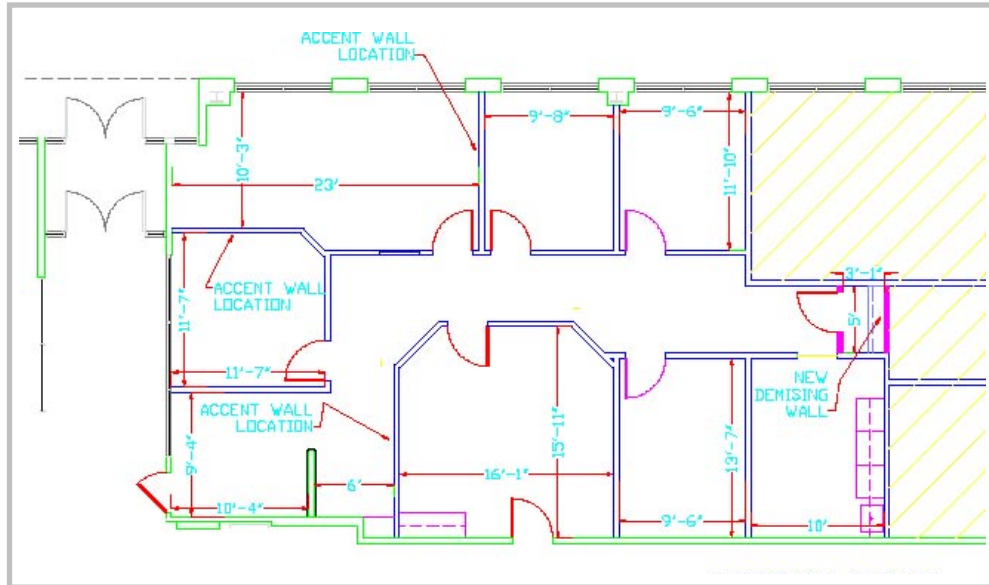 ACCENT WALL
LOCATION
9'-8"
9'-6"
10'-3"
11'-10"
23'
3'-1"
ACCENT WALL
LOCATION
11'-7"
5'
11'-7"
NEW
DEMISING
WALL
ACCENT WALL
LOCATION
9'-4"
15'-11"
13'-7"
16'-1"
6'
10'-4"
9'-6"
10'